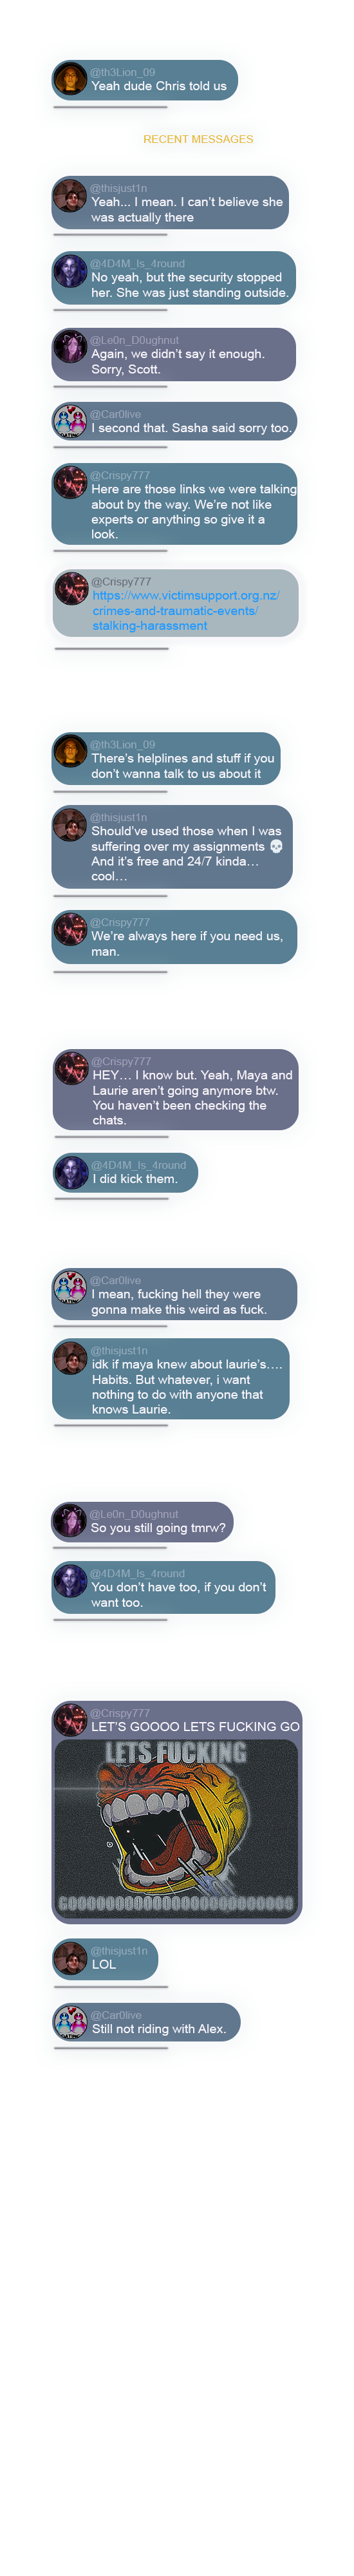 @th3Lion_09
Yeah dude Chris told us
RECENT MESSAGES
@thisjust1n
Yeah... I mean. I can't believe she
was actually there
@4D4M_Is_4round
No yeah, but the security stopped
her. She was just standing outside.
@Le0n_D0ughnut
Again, we didn't say it enough.
Sorry, Scott.
@Car0live
I second that. Sasha said sorry too.
DATING
@Crispy777
Here are those links we were talking
about by the way. We're not like
experts or anything so give it a
look.
@Crispy777
https://www.victimsupport.org.nz/
crimes-and-traumatic-events/
stalking-harassment
@th3Lion_09
There's helplines and stuff if you
don't wanna talk to us about it
@thisjust1n
Should've used those when I was
suffering over my assignments 💀
And it's free and 24/7 kinda…
cool…
@Crispy777
We're always here if you need us,
man.
@Crispy777
HEY… I know but. Yeah, Maya and
Laurie aren't going anymore btw.
You haven't been checking the
chats.
@4D4M_Is_4round
I did kick them.
@Car0live
I mean, fucking hell they were
gonna make this weird as fuck.
DATING
@thisjust1n
idk if maya knew about laurie's….
Habits. But whatever, i want
nothing to do with anyone that
knows Laurie.
@Le0n_D0ughnut
So you still going tmrw?
@4D4M_Is_4round
You don't have too, if you don't
want too.
@Crispy777
LET'S GOOOO LETS FUCKING GO
LETS FUCKING
@thisjust1n
LOL
@Car0live
Still not riding with Alex.
DATING